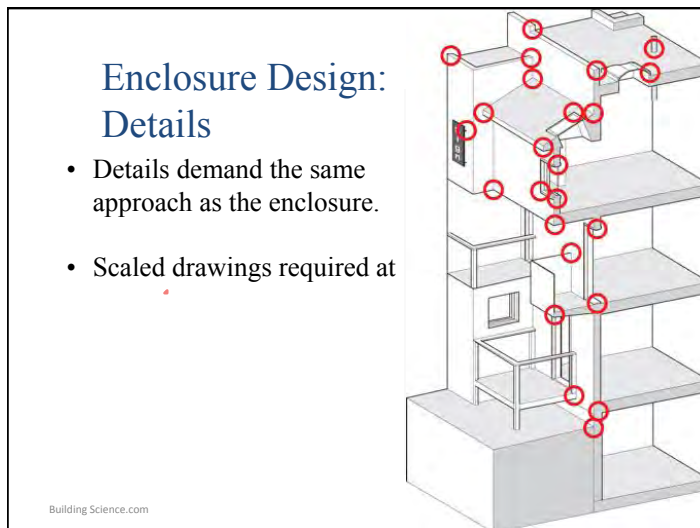 Enclosure Design:
Details
• Details demand the same
approach as the enclosure.
• Scaled drawings required at
Building Science.com